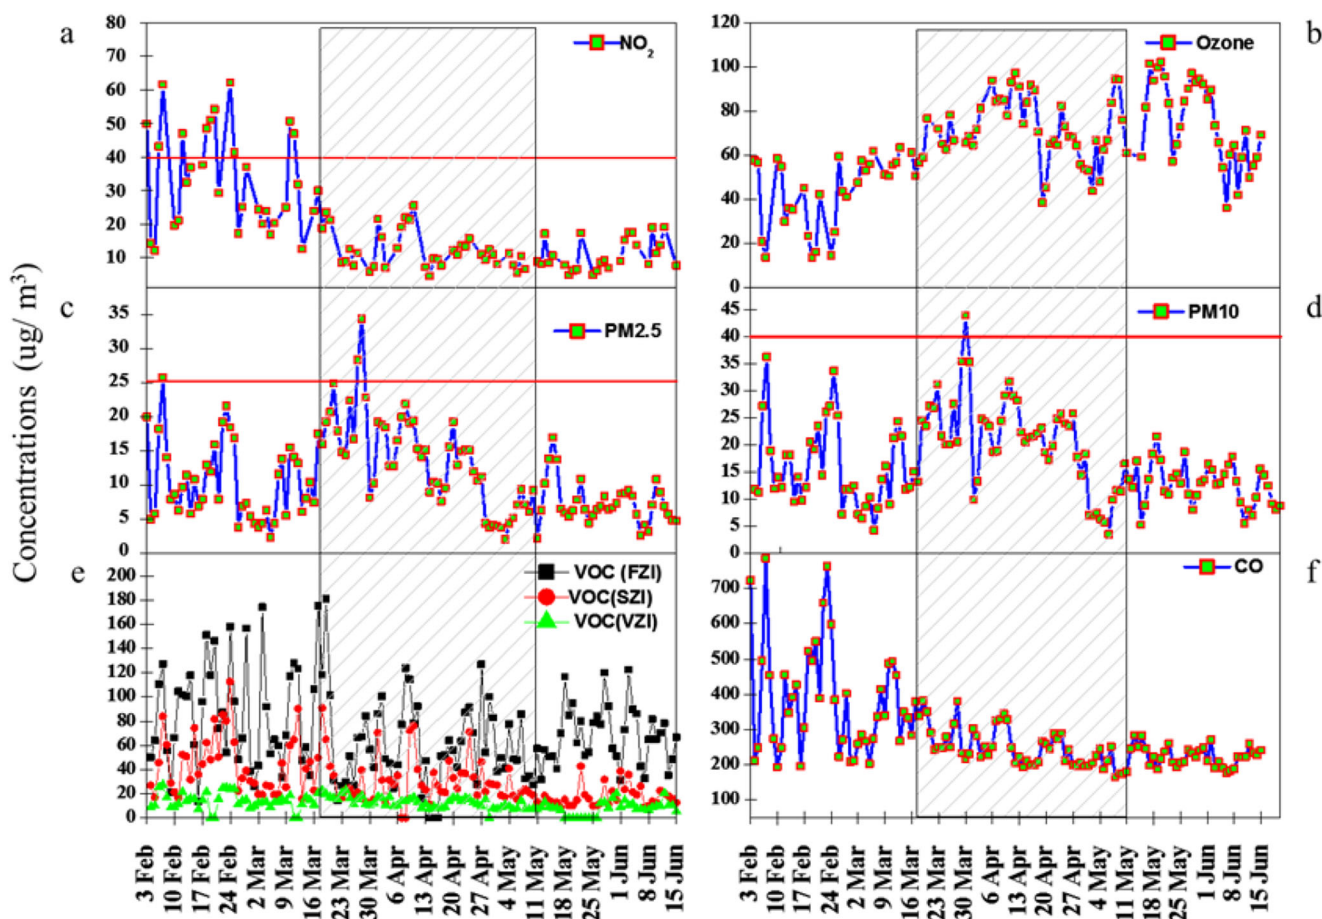 a
NO2
80
70
60
50
40
30
20
10
b
Ozone
120
100
80
60
40
20
0
Concentrations (ug/ m3)
c
PM2.5
35
30
25
20
15
10
5
0
d
PM10
45
40
35
30
25
20
15
10
5
0
e
VOC (FZI)
VOC(SZI)
VOC(VZI)
200
180
160
140
120
100
80
60
40
20
0
f
CO
700
600
500
400
300
200
100
3 Feb
10 Feb
17 Feb
24 Feb
2 Mar
9 Mar
16 Mar
23 Mar
30 Mar
6 Apr
13 Apr
20 Apr
27 Apr
4 May
11 May
18 May
25 May
1 Jun
8 Jun
15 Jun
3 Feb
10 Feb
17 Feb
24 Feb
2 Mar
9 Mar
16 Mar
23 Mar
30 Mar
6 Apr
13 Apr
20 Apr
27 Apr
4 May
11 May
18 May
25 May
1 Jun
8 Jun
15 Jun